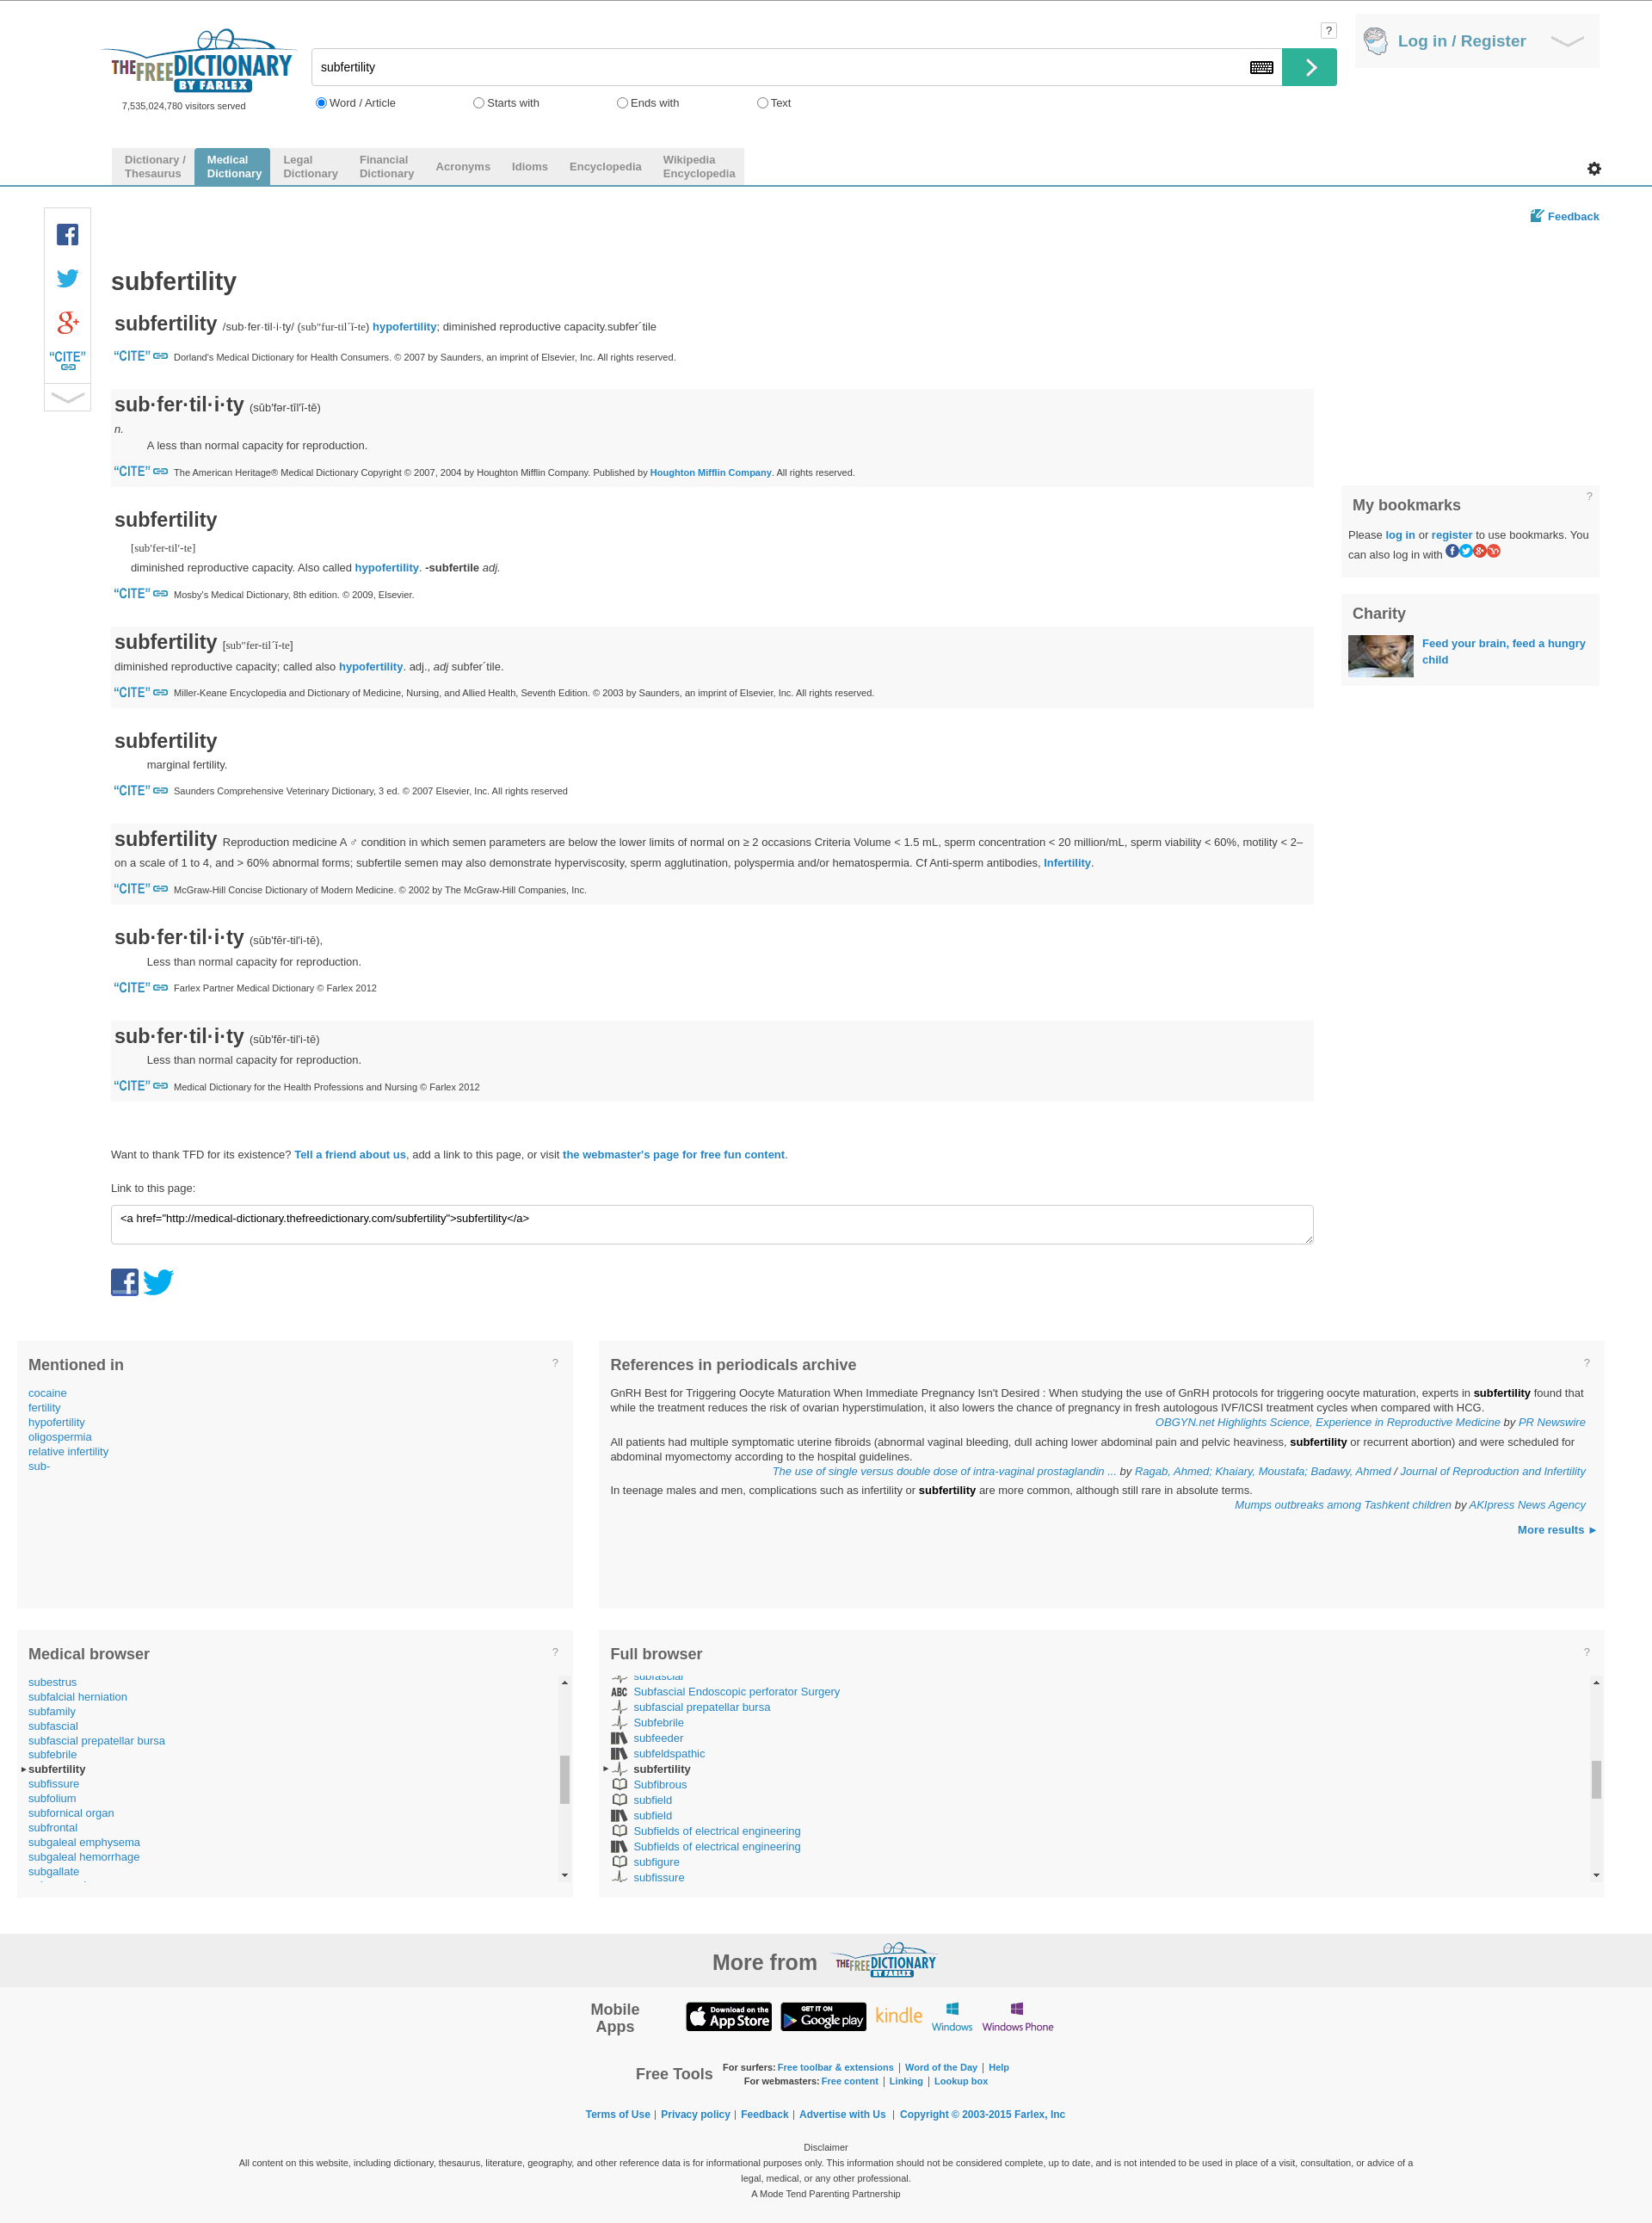 THE FREE DICTIONARY
BY FARLEX
7,535,024,780 visitors served
subfertility
?
Word / Article
Starts with
Ends with
Text
Log in / Register
Dictionary / Thesaurus
Medical Dictionary
Legal Dictionary
Financial Dictionary
Acronyms
Idioms
Encyclopedia
Wikipedia Encyclopedia
Feedback
“CITE”
subfertility
subfertility /sub·fer·til·i·ty/ (sub″fur-til´ĭ-te) hypofertility; diminished reproductive capacity.subfer´tile
“CITE” Dorland's Medical Dictionary for Health Consumers. © 2007 by Saunders, an imprint of Elsevier, Inc. All rights reserved.
sub·fer·til·i·ty (sŭb′fər-tĭl′ĭ-tē)
n.
A less than normal capacity for reproduction.
“CITE” The American Heritage® Medical Dictionary Copyright © 2007, 2004 by Houghton Mifflin Company. Published by Houghton Mifflin Company. All rights reserved.
subfertility
[sub′fer-til′-te]
diminished reproductive capacity. Also called hypofertility. -subfertile adj.
“CITE” Mosby's Medical Dictionary, 8th edition. © 2009, Elsevier.
subfertility [sub″fer-til´ĭ-te]
diminished reproductive capacity; called also hypofertility. adj., adj subfer´tile.
“CITE” Miller-Keane Encyclopedia and Dictionary of Medicine, Nursing, and Allied Health, Seventh Edition. © 2003 by Saunders, an imprint of Elsevier, Inc. All rights reserved.
subfertility
marginal fertility.
“CITE” Saunders Comprehensive Veterinary Dictionary, 3 ed. © 2007 Elsevier, Inc. All rights reserved
subfertility Reproduction medicine A ♂ condition in which semen parameters are below the lower limits of normal on ≥ 2 occasions Criteria Volume < 1.5 mL, sperm concentration < 20 million/mL, sperm viability < 60%, motility < 2–
on a scale of 1 to 4, and > 60% abnormal forms; subfertile semen may also demonstrate hyperviscosity, sperm agglutination, polyspermia and/or hematospermia. Cf Anti-sperm antibodies, Infertility.
“CITE” McGraw-Hill Concise Dictionary of Modern Medicine. © 2002 by The McGraw-Hill Companies, Inc.
sub·fer·til·i·ty (sŭb'fĕr-til'i-tē),
Less than normal capacity for reproduction.
“CITE” Farlex Partner Medical Dictionary © Farlex 2012
sub·fer·til·i·ty (sŭb'fĕr-til'i-tē)
Less than normal capacity for reproduction.
“CITE” Medical Dictionary for the Health Professions and Nursing © Farlex 2012
My bookmarks
?
Please log in or register to use bookmarks. You
can also log in with
Charity
Feed your brain, feed a hungry
child
Want to thank TFD for its existence? Tell a friend about us, add a link to this page, or visit the webmaster's page for free fun content.
Link to this page:
<a href="http://medical-dictionary.thefreedictionary.com/subfertility">subfertility</a>
Mentioned in
?
cocaine
fertility
hypofertility
oligospermia
relative infertility
sub-
References in periodicals archive
?
GnRH Best for Triggering Oocyte Maturation When Immediate Pregnancy Isn't Desired : When studying the use of GnRH protocols for triggering oocyte maturation, experts in subfertility found that
while the treatment reduces the risk of ovarian hyperstimulation, it also lowers the chance of pregnancy in fresh autologous IVF/ICSI treatment cycles when compared with HCG.
OBGYN.net Highlights Science, Experience in Reproductive Medicine by PR Newswire
All patients had multiple symptomatic uterine fibroids (abnormal vaginal bleeding, dull aching lower abdominal pain and pelvic heaviness, subfertility or recurrent abortion) and were scheduled for
abdominal myomectomy according to the hospital guidelines.
The use of single versus double dose of intra-vaginal prostaglandin ... by Ragab, Ahmed; Khaiary, Moustafa; Badawy, Ahmed / Journal of Reproduction and Infertility
In teenage males and men, complications such as infertility or subfertility are more common, although still rare in absolute terms.
Mumps outbreaks among Tashkent children by AKIpress News Agency
More results ►
Medical browser
?
subestrus
subfalcial herniation
subfamily
subfascial
subfascial prepatellar bursa
subfebrile
►subfertility
subfissure
subfolium
subfornical organ
subfrontal
subgaleal emphysema
subgaleal hemorrhage
subgallate
Full browser
?
subfascial
ABC Subfascial Endoscopic perforator Surgery
subfascial prepatellar bursa
Subfebrile
subfeeder
subfeldspathic
► subfertility
Subfibrous
subfield
subfield
Subfields of electrical engineering
Subfields of electrical engineering
subfigure
subfissure
More from THE FREE DICTIONARY BY FARLEX
Mobile
Apps
Download on the App Store
GET IT ON Google play
kindle
Windows
Windows Phone
Free Tools
For surfers: Free toolbar & extensions | Word of the Day | Help
For webmasters: Free content | Linking | Lookup box
Terms of Use | Privacy policy | Feedback | Advertise with Us | Copyright © 2003-2015 Farlex, Inc
Disclaimer
All content on this website, including dictionary, thesaurus, literature, geography, and other reference data is for informational purposes only. This information should not be considered complete, up to date, and is not intended to be used in place of a visit, consultation, or advice of a
legal, medical, or any other professional.
A Mode Tend Parenting Partnership